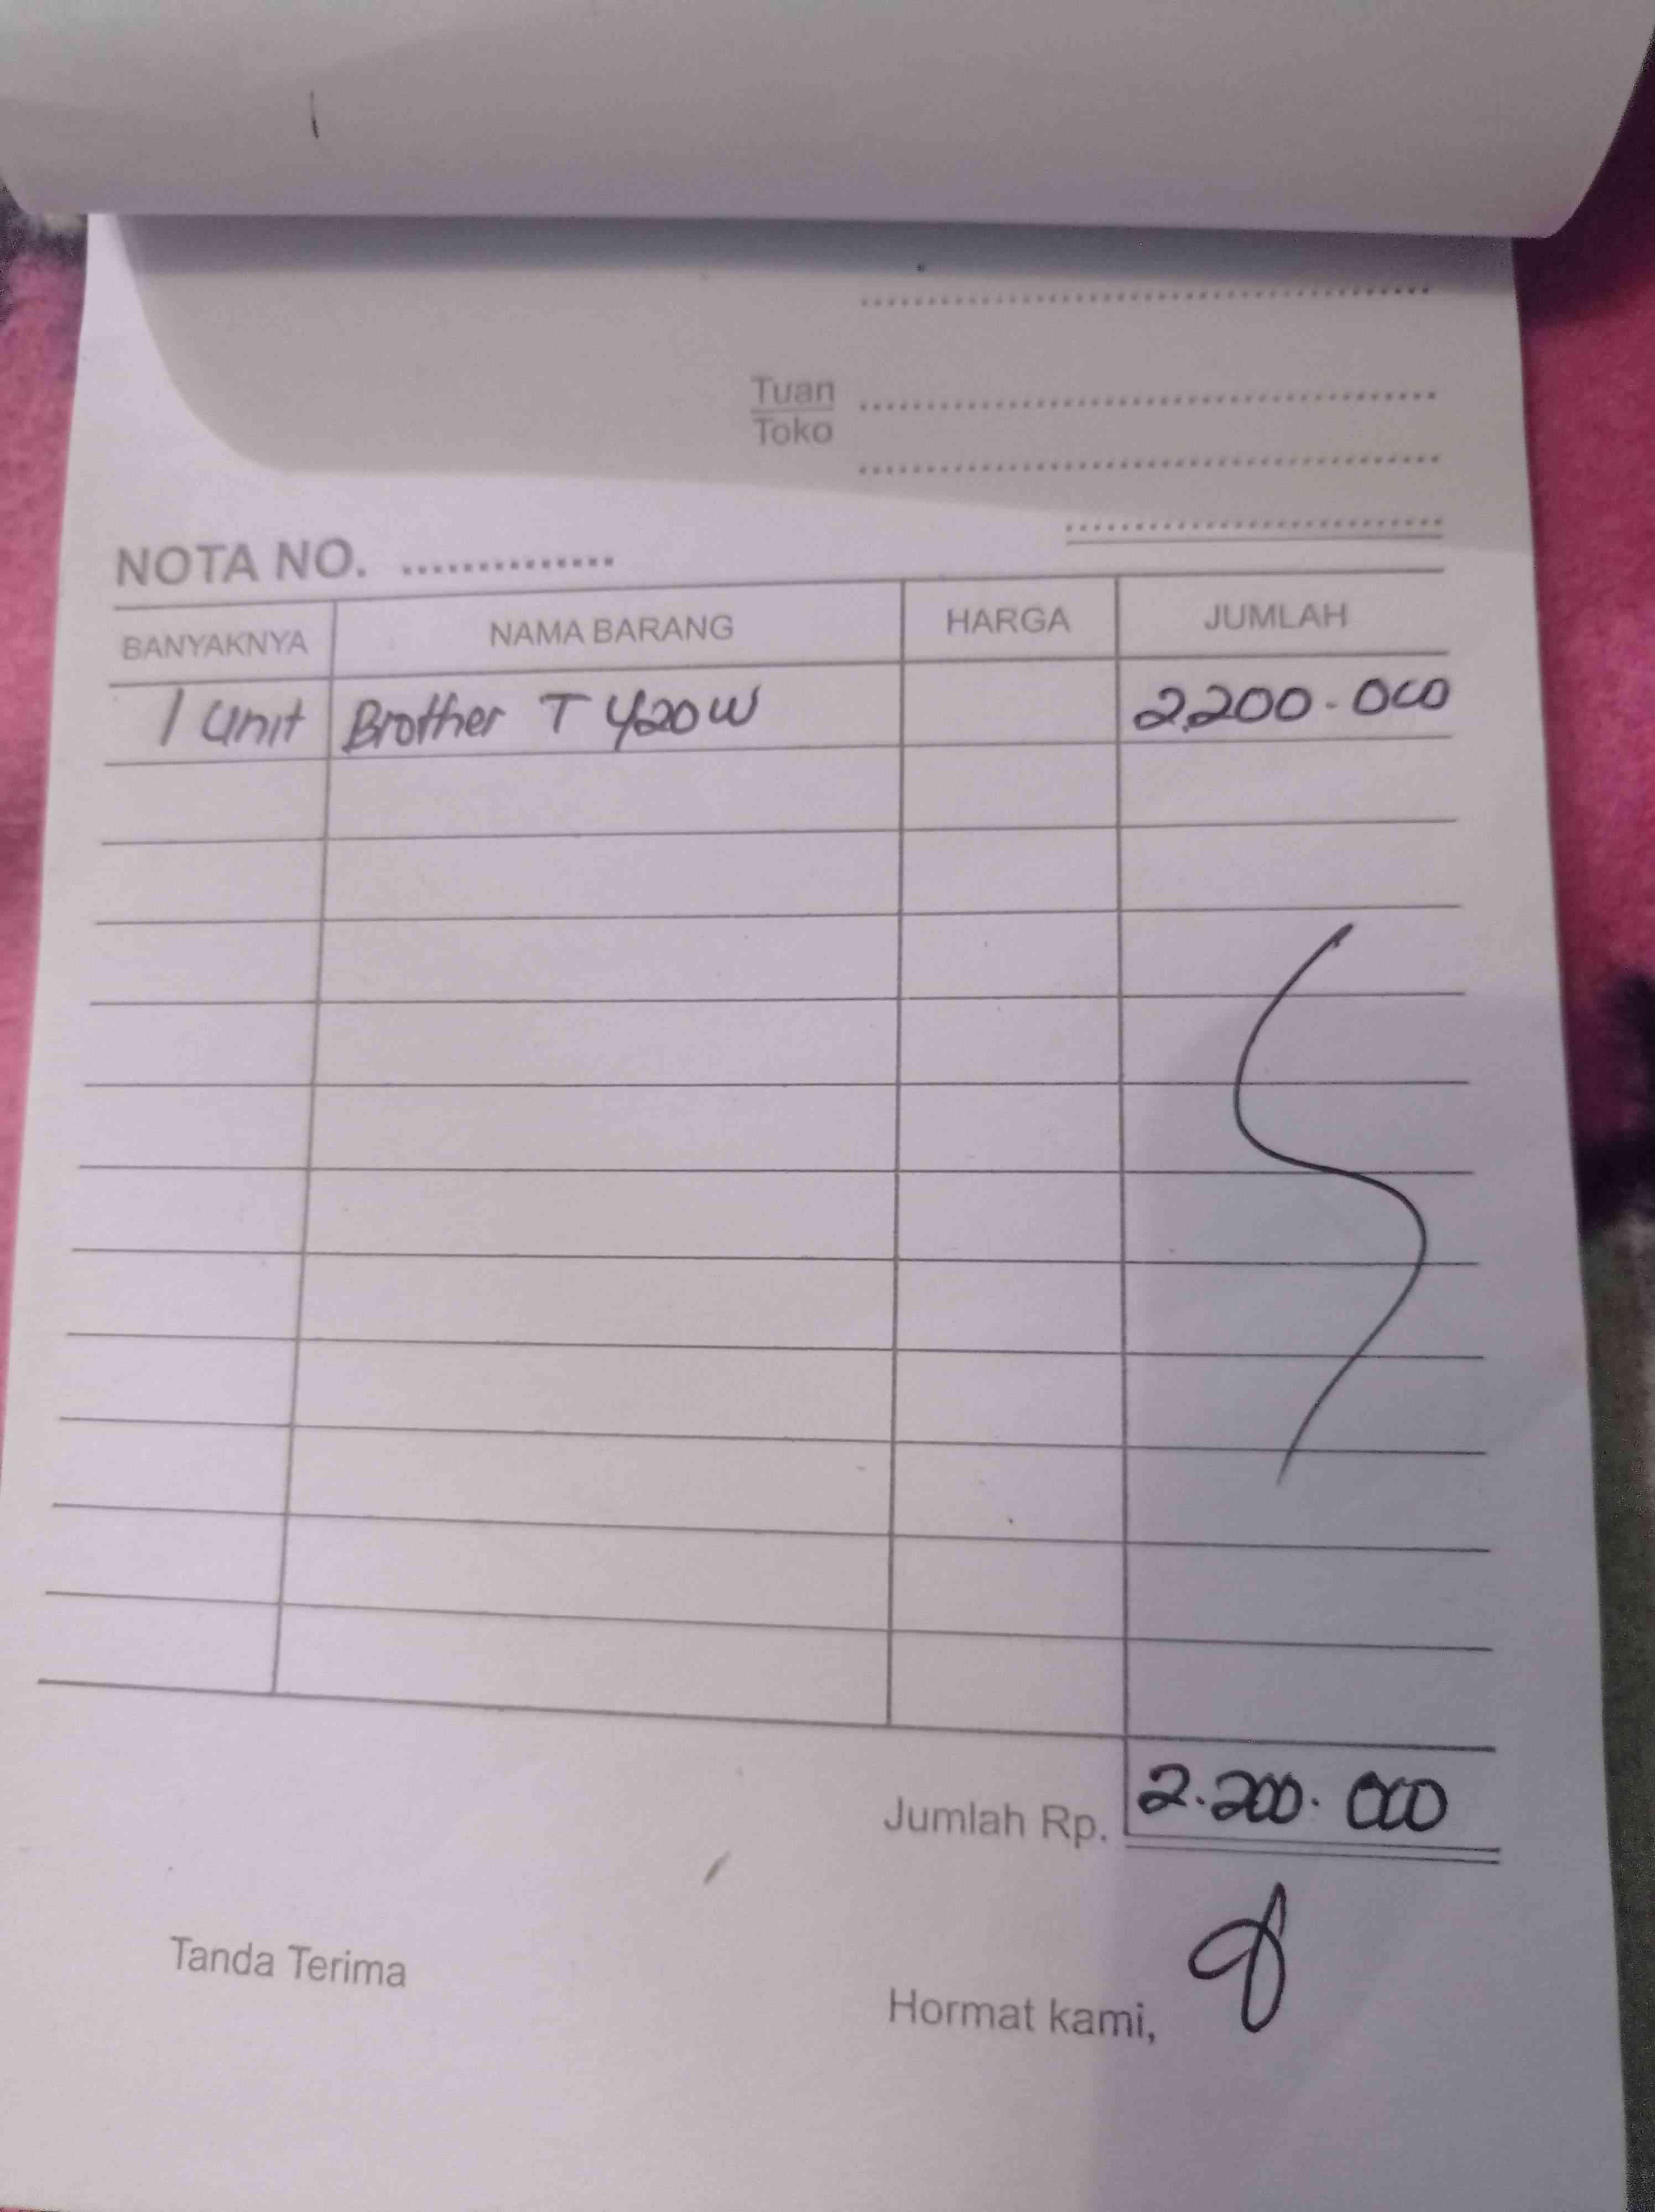 Tuan
Toko
NOTA NO. ..............
BANYAKNYA NAMA BARANG HARGA JUMLAH
1 Unit Brother T 420W 2.200.000
Jumlah Rp. 2.200.000
Tanda Terima
Hormat kami,